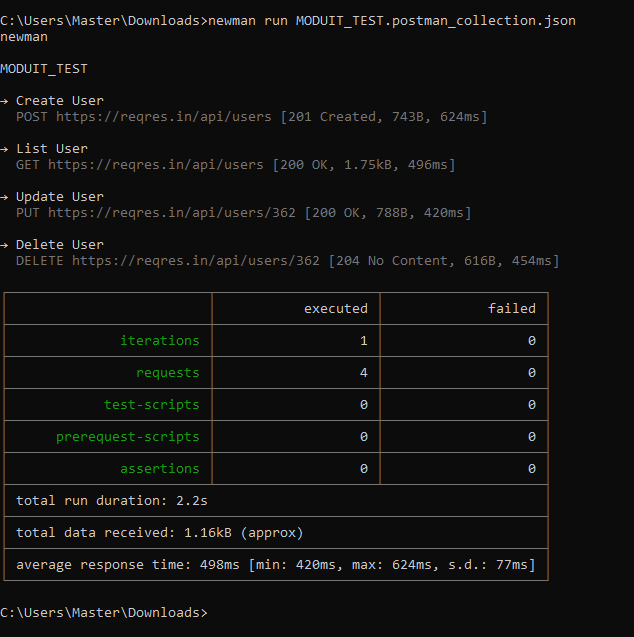 C:\Users\Master\Downloads>newman run MODUIT_TEST.postman_collection.json
newman
MODUIT_TEST
→ Create User
POST https://reqres.in/api/users [201 Created, 743B, 624ms]
→ List User
GET https://reqres.in/api/users [200 OK, 1.75kB, 496ms]
→ Update User
PUT https://reqres.in/api/users/362 [200 OK, 788B, 420ms]
→ Delete User
DELETE https://reqres.in/api/users/362 [204 No Content, 616B, 454ms]
executed failed
iterations 1 0
requests 4 0
test-scripts 0 0
prerequest-scripts 0 0
assertions 0 0
total run duration: 2.2s
total data received: 1.16kB (approx)
average response time: 498ms [min: 420ms, max: 624ms, s.d.: 77ms]
C:\Users\Master\Downloads>